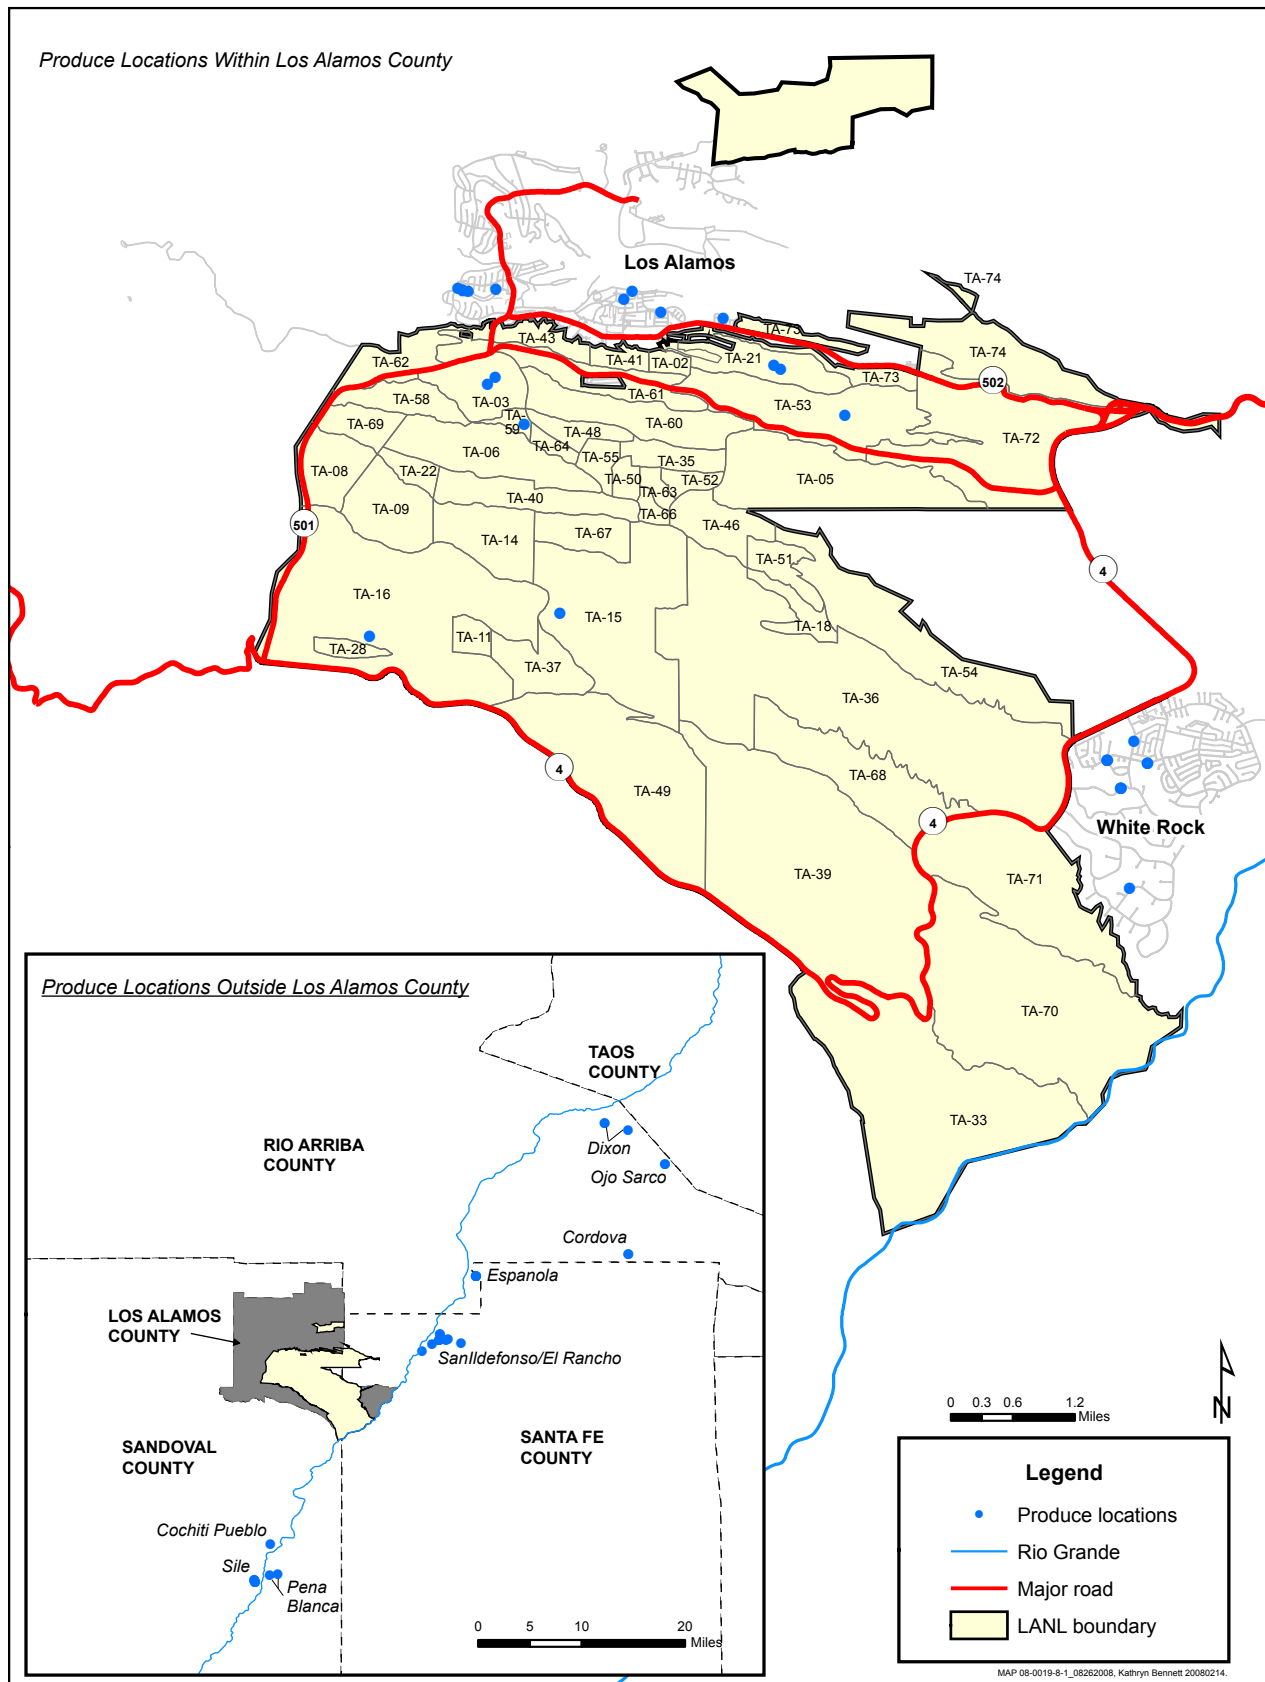 Produce Locations Within Los Alamos County
Los Alamos
TA-74
TA-73
TA-43
TA-74
TA-62
TA-41
TA-02
TA-21
TA-73
502
TA-58
TA-03
TA-61
TA-53
TA-
59
TA-69
TA-48
TA-60
TA-72
TA-64
TA-06
TA-55
TA-35
TA-08
TA-22
TA-50
TA-52
TA-05
TA-63
TA-40
TA-09
TA-66
501
TA-46
TA-67
TA-14
TA-51
4
TA-16
TA-15
TA-18
TA-11
TA-28
TA-37
TA-54
TA-36
4
TA-68
TA-49
4
White Rock
TA-39
TA-71
TA-70
TA-33
Produce Locations Outside Los Alamos County
TAOS
COUNTY
RIO ARRIBA
COUNTY
Dixon
Ojo Sarco
Cordova
Espanola
LOS ALAMOS
COUNTY
SanIldefonso/El Rancho
SANDOVAL
COUNTY
SANTA FE
COUNTY
Cochiti Pueblo
Sile
Pena
Blanca
0 5 10 20
Miles
N
0 0.3 0.6 1.2
Miles
Legend
Produce locations
Rio Grande
Major road
LANL boundary
MAP 08-0019-8-1_08262008, Kathryn Bennett 20080214.